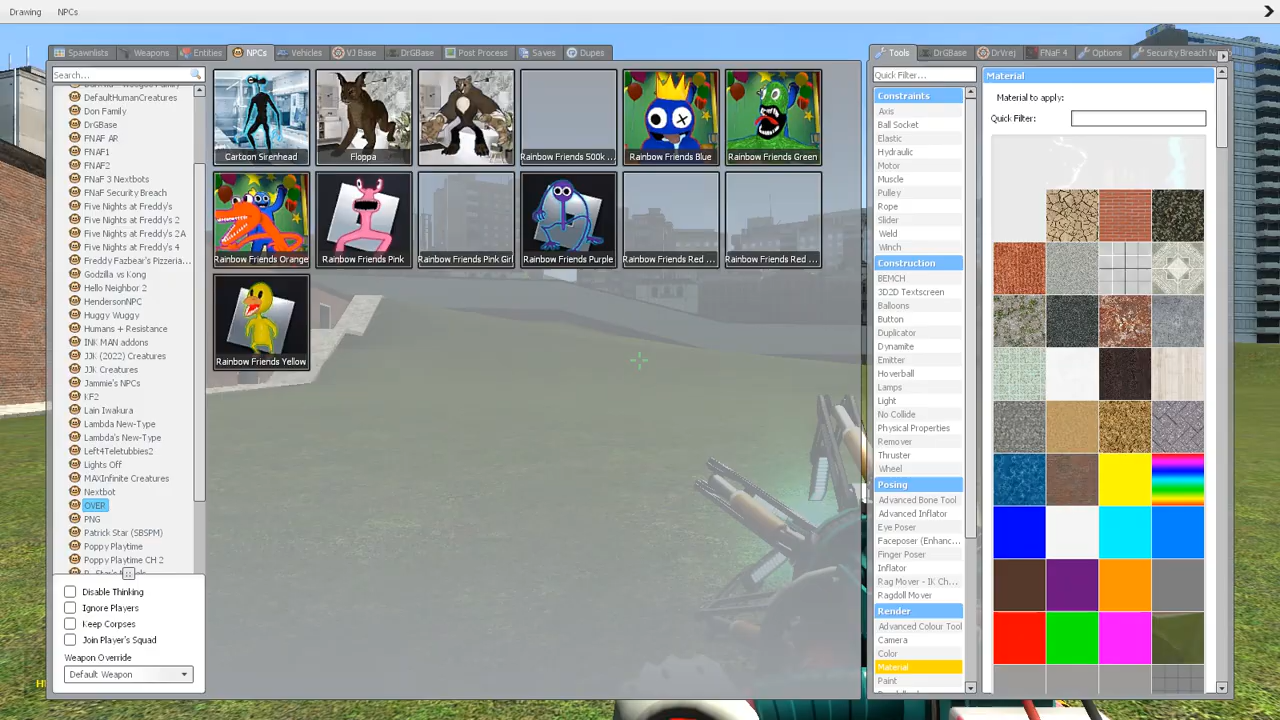 Drawing NPCs
Spawnlists Weapons Entities NPCs Vehicles VJ Base DrGBase Post Process Saves Dupes
Search...
DefaultHumanCreatures
Don Family
DrGBase
FNAF AR
FNAF1
FNAF2
FNAF 3 Nextbots
FNaF Security Breach
Five Nights at Freddy's
Five Nights at Freddy's 2
Five Nights at Freddy's 2A
Five Nights at Freddy's 4
Freddy Fazbear's Pizzeria...
Godzilla vs Kong
Hello Neighbor 2
HendersonNPC
Huggy Wuggy
Humans + Resistance
INK MAN addons
JJK (2022) Creatures
JJK Creatures
Jammie's NPCs
KF2
Lain Iwakura
Lambda New-Type
Lambda's New-Type
Left4Teletubbies2
Lights Off
MAXInfinite Creatures
Nextbot
OVER
PNG
Patrick Star (SBSPM)
Poppy Playtime
Poppy Playtime CH 2
Disable Thinking
Ignore Players
Keep Corpses
Join Player's Squad
Weapon Override
Default Weapon
Cartoon Sirenhead
Floppa
Rainbow Friends 500k ...
Rainbow Friends Blue
Rainbow Friends Green
Rainbow Friends Orange
Rainbow Friends Pink
Rainbow Friends Pink Girl
Rainbow Friends Purple
Rainbow Friends Red ...
Rainbow Friends Red ...
Rainbow Friends Yellow
Tools DrGBase DrVrej FNaF 4 Options Security Breach
Quick Filter...
Constraints
Axis
Ball Socket
Elastic
Hydraulic
Motor
Muscle
Pulley
Rope
Slider
Weld
Winch
Construction
BEMCH
3D2D Textscreen
Balloons
Button
Duplicator
Dynamite
Emitter
Hoverball
Lamps
Light
No Collide
Physical Properties
Remover
Thruster
Wheel
Posing
Advanced Bone Tool
Advanced Inflator
Eye Poser
Faceposer (Enhanc...
Finger Poser
Inflator
Rag Mover - IK Ch...
Ragdoll Mover
Render
Advanced Colour Tool
Camera
Color
Material
Paint
Material
Material to apply:
Quick Filter: